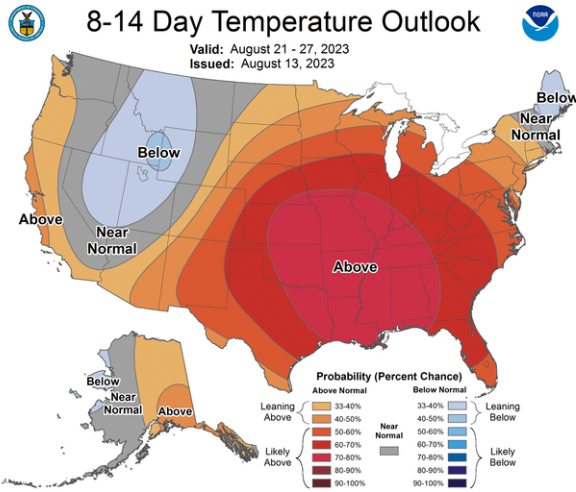 8-14 Day Temperature Outlook
Valid: August 21 - 27, 2023
Issued: August 13, 2023
NOAA
Below
Near
Normal
Below
Above
Near
Normal
Above
Below
Near
Normal
Above
Probability (Percent Chance)
Above Normal
Below Normal
Leaning
Above
33-40%
40-50%
Likely
Above
50-60%
60-70%
70-80%
80-90%
90-100%
Near
Normal
33-40%
40-50%
Leaning
Below
50-60%
60-70%
70-80%
80-90%
90-100%
Likely
Below